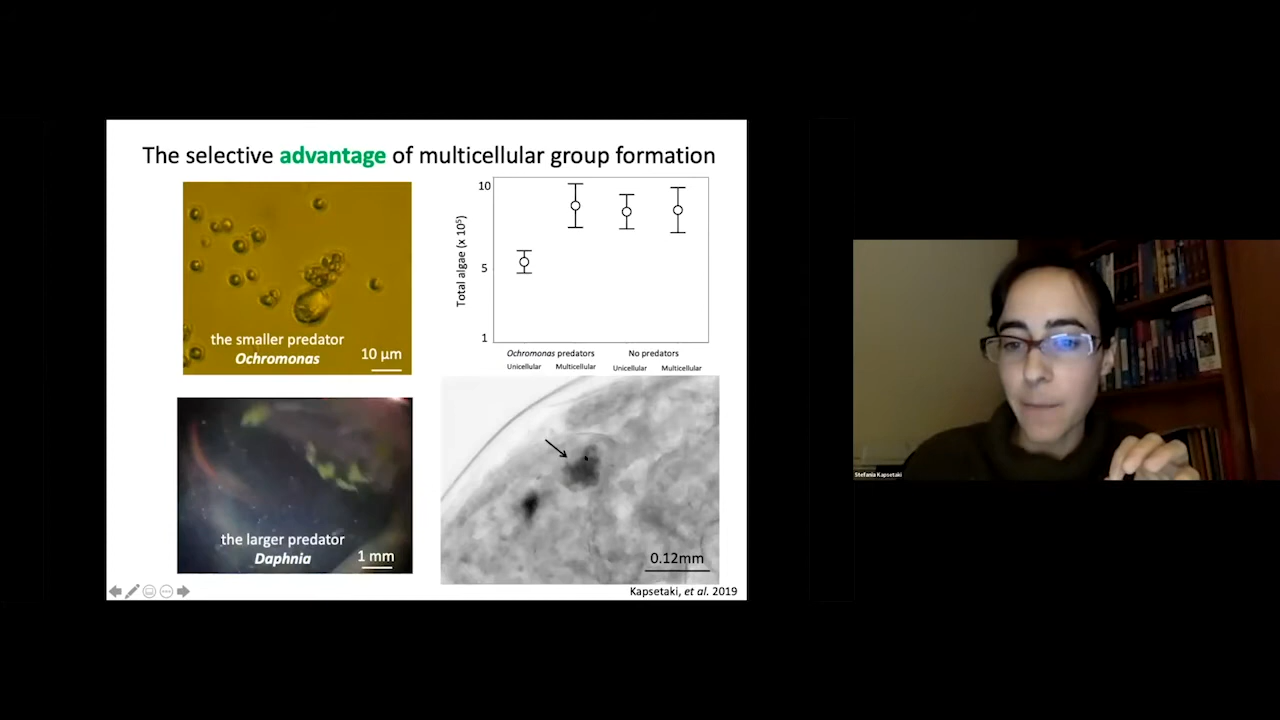 The selective advantage of multicellular group formation
the smaller predator
Ochromonas
10 µm
10
5
1
Total algae (x 10⁵)
Ochromonas predators
No predators
Unicellular
Multicellular
Unicellular
Multicellular
the larger predator
Daphnia
1 mm
0.12mm
Kapsetaki, et al. 2019
Stefania Kapsetaki